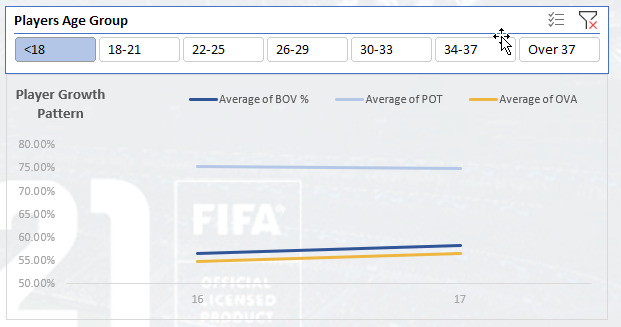 Players Age Group
<18 18-21 22-25 26-29 30-33 34-37 Over 37
Player Growth
Pattern
Average of BOV % Average of POT Average of OVA
80.00%
75.00%
70.00%
65.00%
60.00%
55.00%
50.00%
16 17
21
FIFA
OFFICIAL
LICENSED
PRODUCT